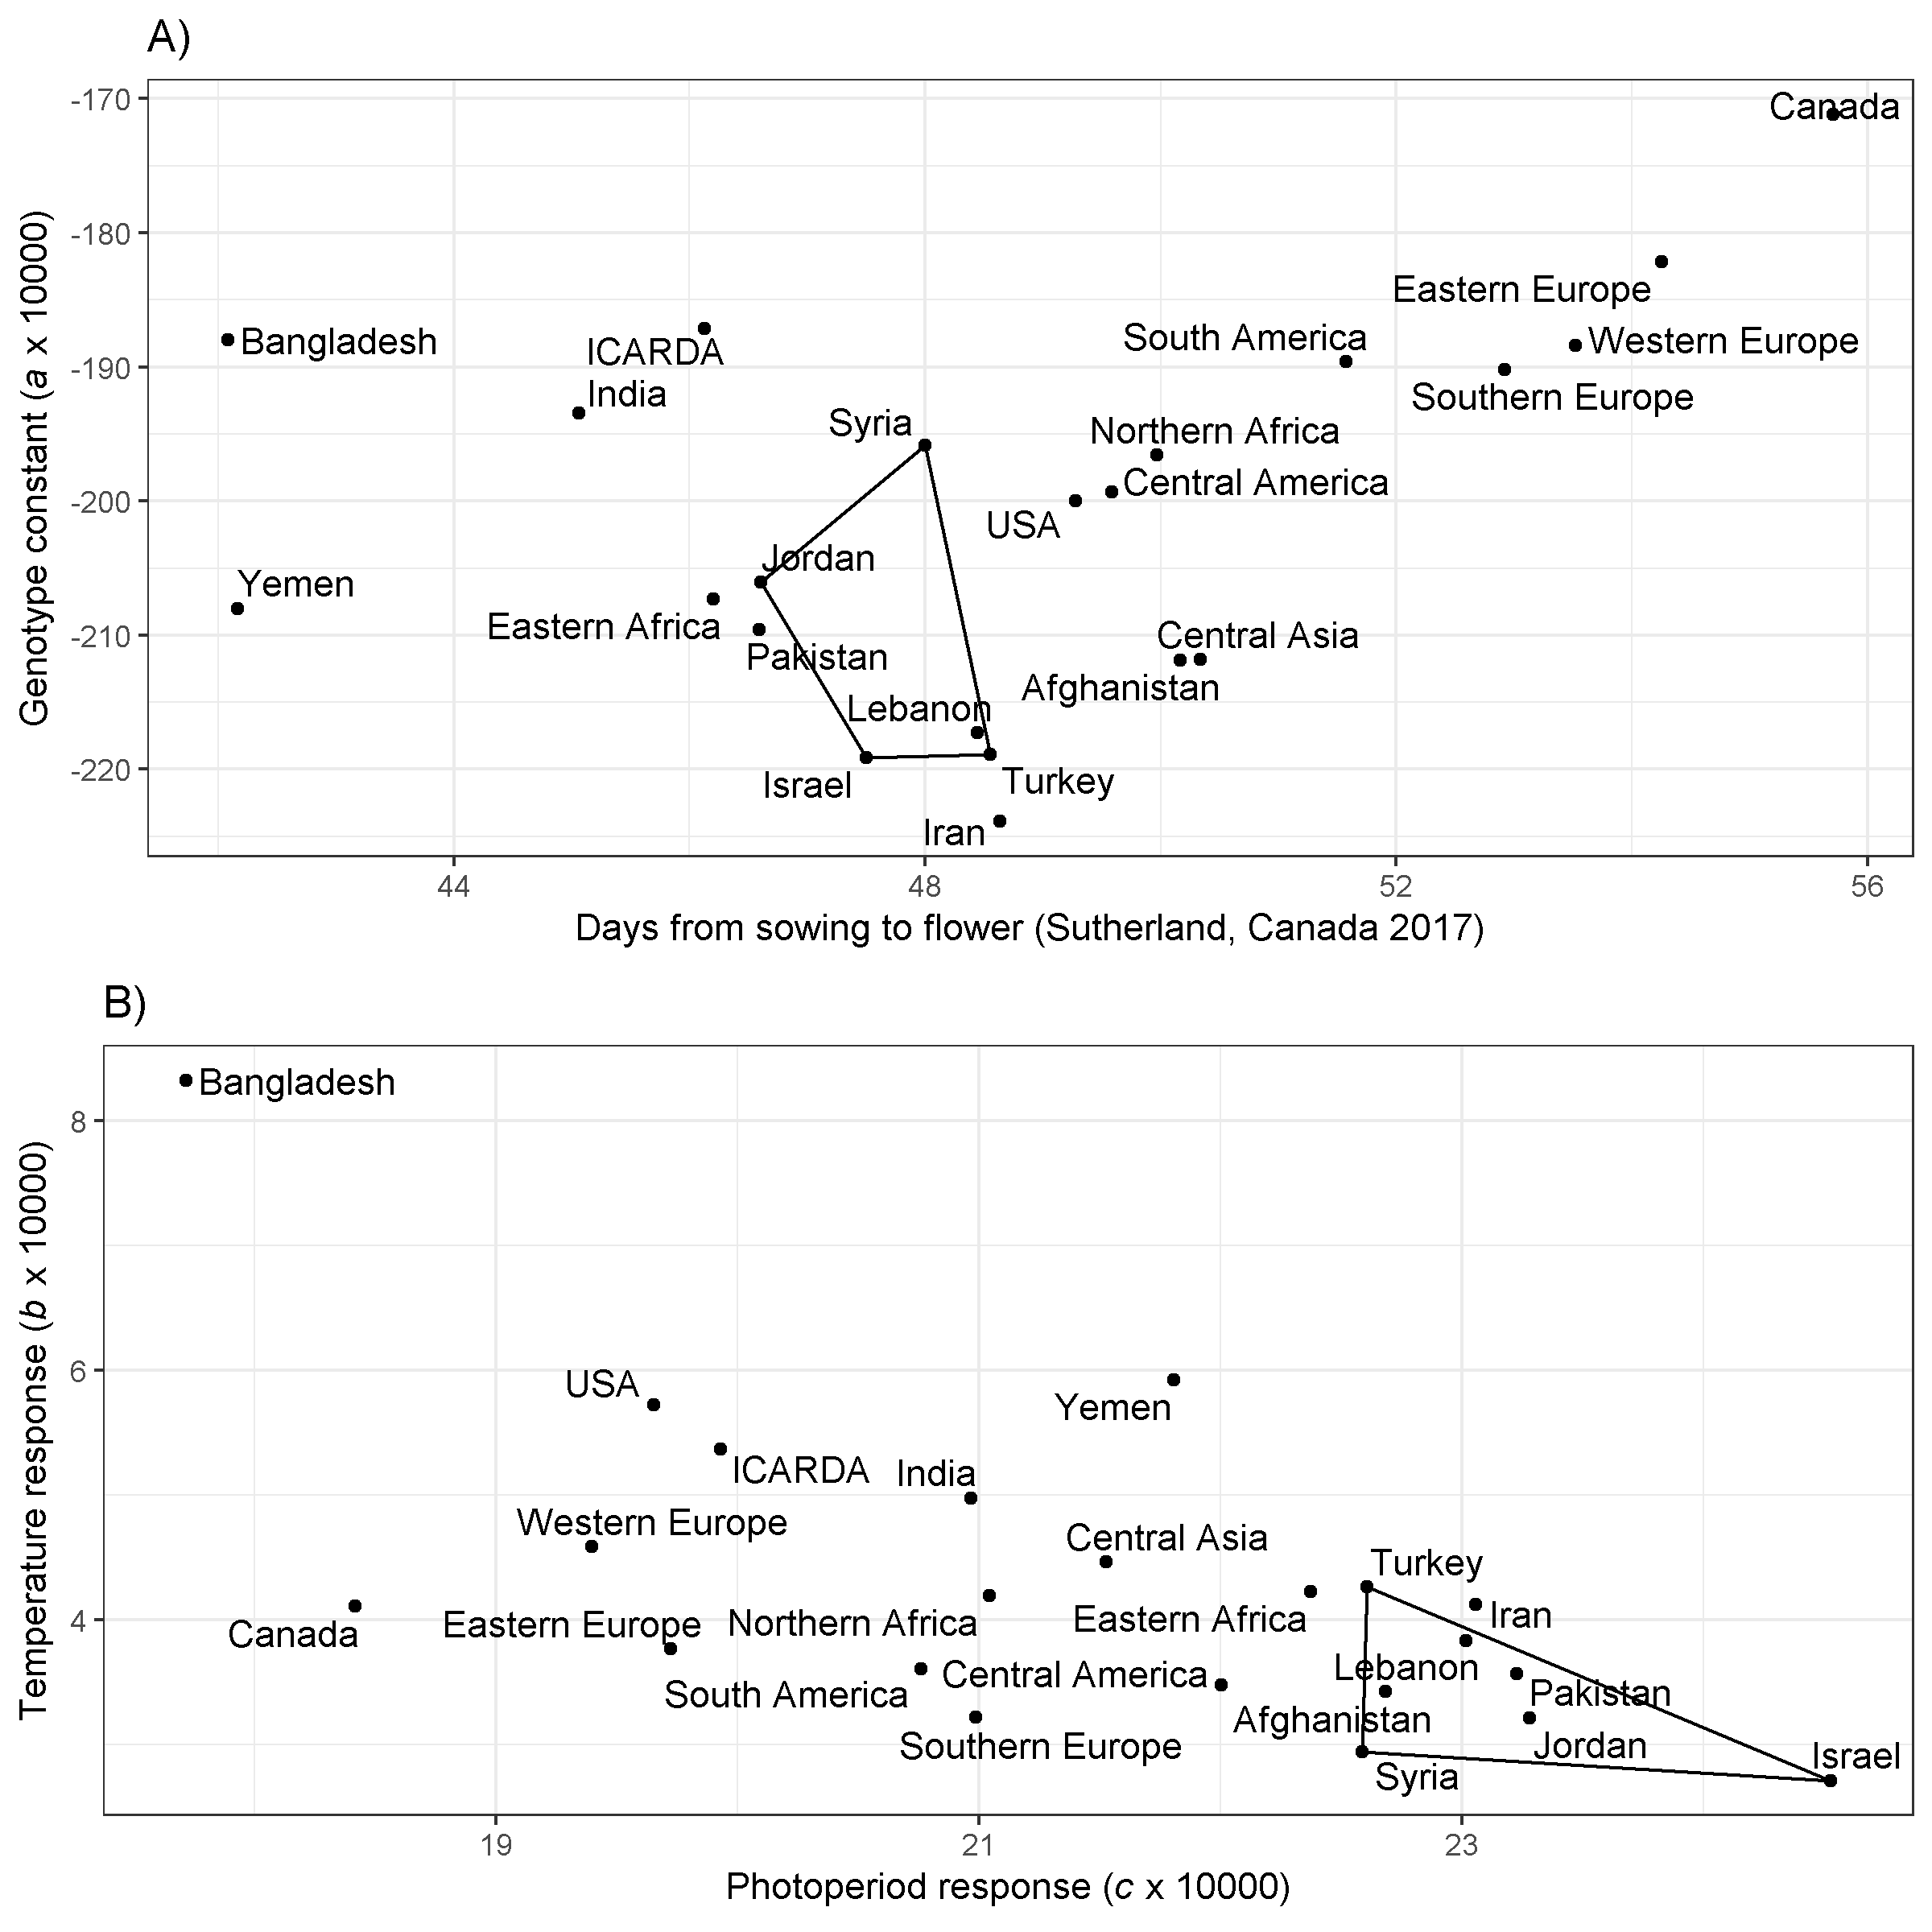 A)
Genotype constant (a x 10000)
-170
-180
-190
-200
-210
-220
Canada
Eastern Europe
South America
Western Europe
Bangladesh
ICARDA
India
Southern Europe
Syria
Northern Africa
Central America
USA
Jordan
Yemen
Eastern Africa
Central Asia
Pakistan
Afghanistan
Lebanon
Israel
Turkey
Iran
44 48 52 56
Days from sowing to flower (Sutherland, Canada 2017)
B)
Temperature response (b x 10000)
8
6
4
Bangladesh
USA
Yemen
ICARDA
India
Western Europe
Central Asia
Turkey
Iran
Canada
Eastern Europe
Northern Africa
Eastern Africa
Lebanon
Central America
South America
Pakistan
Afghanistan
Southern Europe
Jordan
Israel
Syria
19 21 23
Photoperiod response (c x 10000)